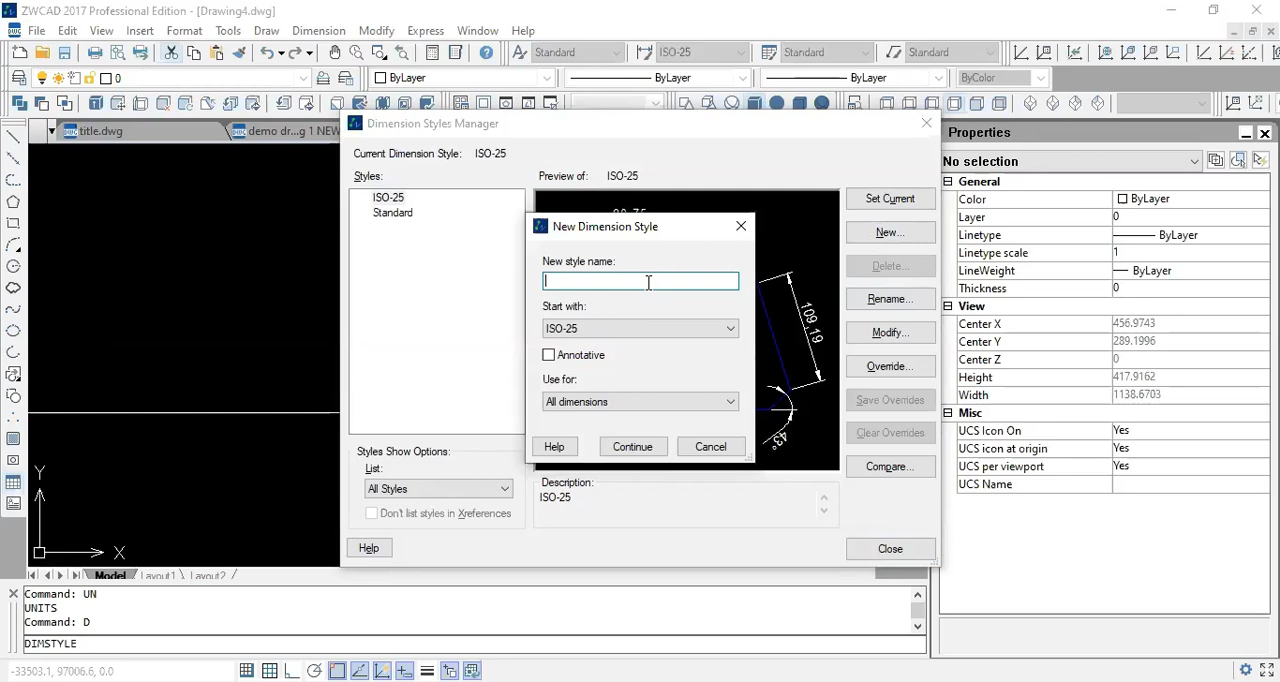 ZWCAD 2017 Professional Edition - [Drawing4.dwg]
File Edit View Insert Format Tools Draw Dimension Modify Express Window Help
Standard ISO-25 Standard Standard
0 ByLayer ByLayer ByLayer ByColor
title.dwg demo dr...g 1 NEW
Dimension Styles Manager
Current Dimension Style: ISO-25
Styles:
ISO-25
Standard
Preview of: ISO-25
109,19
43°
New Dimension Style
New style name:
Start with:
ISO-25
Annotative
Use for:
All dimensions
Help Continue Cancel
Set Current
New...
Delete...
Rename...
Modify...
Override...
Save Overrides
Clear Overrides
Compare...
Styles Show Options:
List:
All Styles
Don't list styles in Xreferences
Description:
ISO-25
Help Close
Properties
No selection
General
Color ByLayer
Layer 0
Linetype ByLayer
Linetype scale 1
LineWeight ByLayer
Thickness 0
View
Center X 456.9743
Center Y 289.1996
Center Z 0
Height 417.9162
Width 1138.6703
Misc
UCS Icon On Yes
UCS icon at origin Yes
UCS per viewport Yes
UCS Name
Y
X
Model Layout1 Layout2
Command: UN
UNITS
Command: D
DIMSTYLE
-33503.1, 97006.6, 0.0